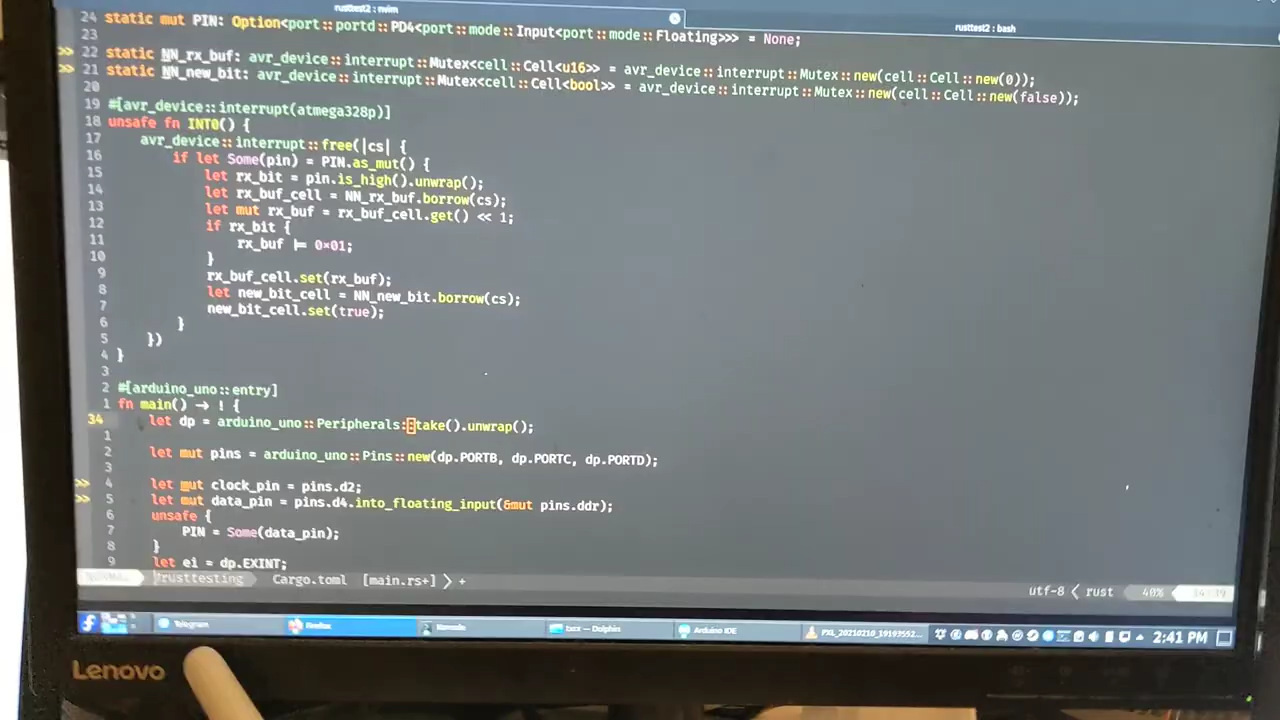 rusttest2 : nvim
rusttest2 : bash
24 static mut PIN: Option<port::portd::PD4<port::mode::Input<port::mode::Floating>>> = None;
23
>> 22 static NN_rx_buf: avr_device::interrupt::Mutex<cell::Cell<u16>> = avr_device::interrupt::Mutex::new(cell::Cell::new(0));
>> 21 static NN_new_bit: avr_device::interrupt::Mutex<cell::Cell<bool>> = avr_device::interrupt::Mutex::new(cell::Cell::new(false));
20
19 #[avr_device::interrupt(atmega328p)]
18 unsafe fn INT0() {
17 avr_device::interrupt::free(|cs| {
16 if let Some(pin) = PIN.as_mut() {
15 let rx_bit = pin.is_high().unwrap();
14 let rx_buf_cell = NN_rx_buf.borrow(cs);
13 let mut rx_buf = rx_buf_cell.get() << 1;
12 if rx_bit {
11 rx_buf |= 0x01;
10 }
9 rx_buf_cell.set(rx_buf);
8 let new_bit_cell = NN_new_bit.borrow(cs);
7 new_bit_cell.set(true);
6 }
5 })
4 }
3
2 #[arduino_uno::entry]
1 fn main() -> ! {
34 let dp = arduino_uno::Peripherals::take().unwrap();
1
2 let mut pins = arduino_uno::Pins::new(dp.PORTB, dp.PORTC, dp.PORTD);
3
>> 4 let mut clock_pin = pins.d2;
>> 5 let mut data_pin = pins.d4.into_floating_input(&mut pins.ddr);
6 unsafe {
7 PIN = Some(data_pin);
8 }
9 let ei = dp.EXINT;
rusttesting Cargo.toml [main.rs+] +
utf-8 < rust 40%
Telegram Firefox Konsole — Dolphin Arduino IDE 2:41 PM
Lenovo